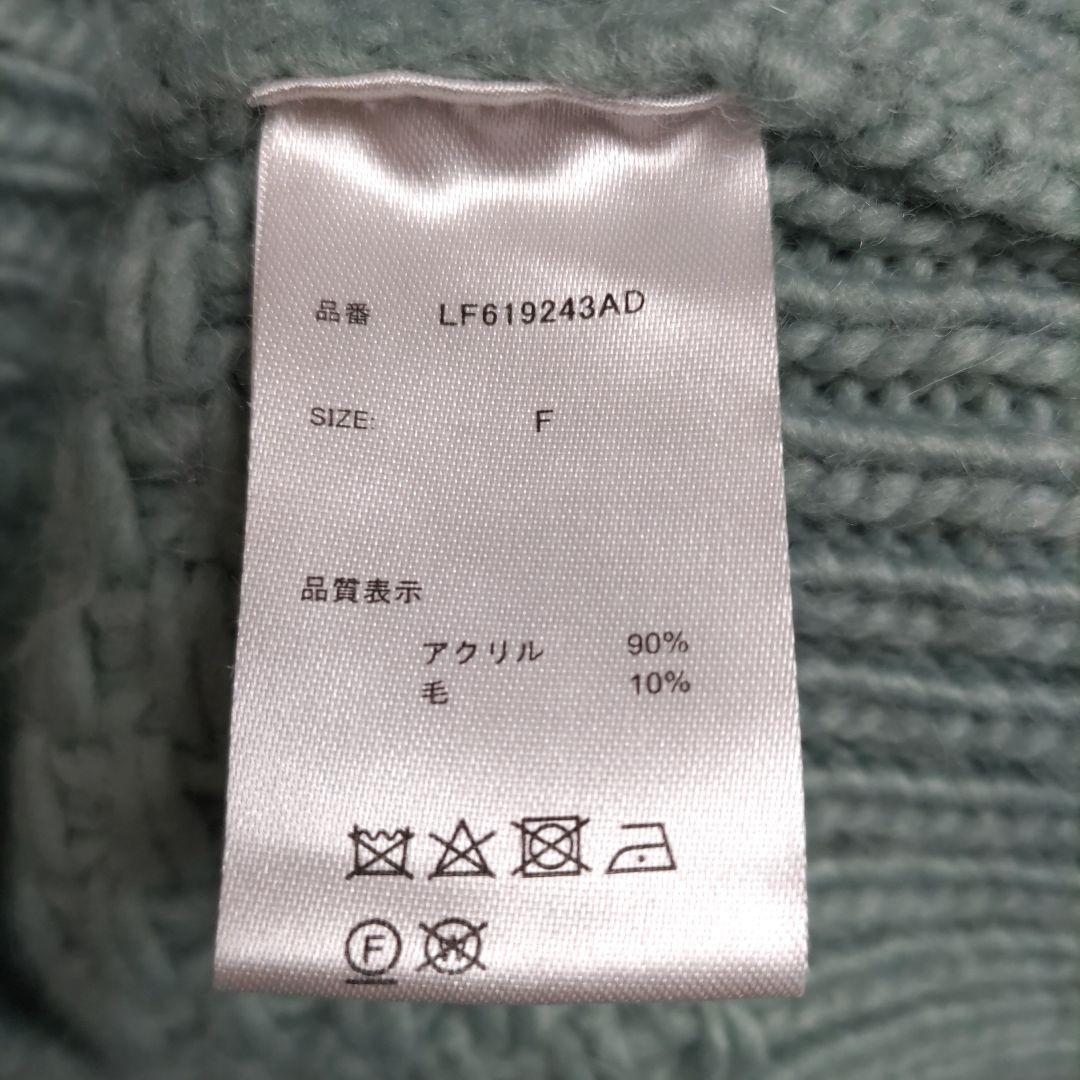 品番 LF619243AD
SIZE: F
品質表示
アクリル 90%
毛 10%
F W